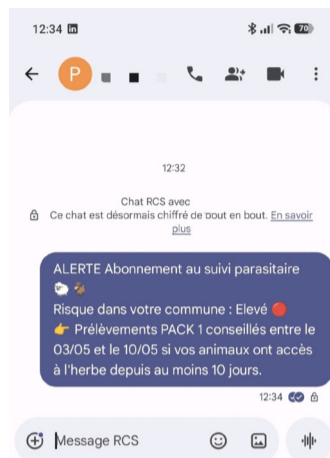 12:34
70
P
12:32
Chat RCS avec
Ce chat est désormais chiffré de bout en bout. En savoir
plus
ALERTE Abonnement au suivi parasitaire
🐑 🐐
Risque dans votre commune : Elevé 🔴
👉 Prélèvements PACK 1 conseillés entre le
03/05 et le 10/05 si vos animaux ont accès
à l'herbe depuis au moins 10 jours.
12:34
Message RCS